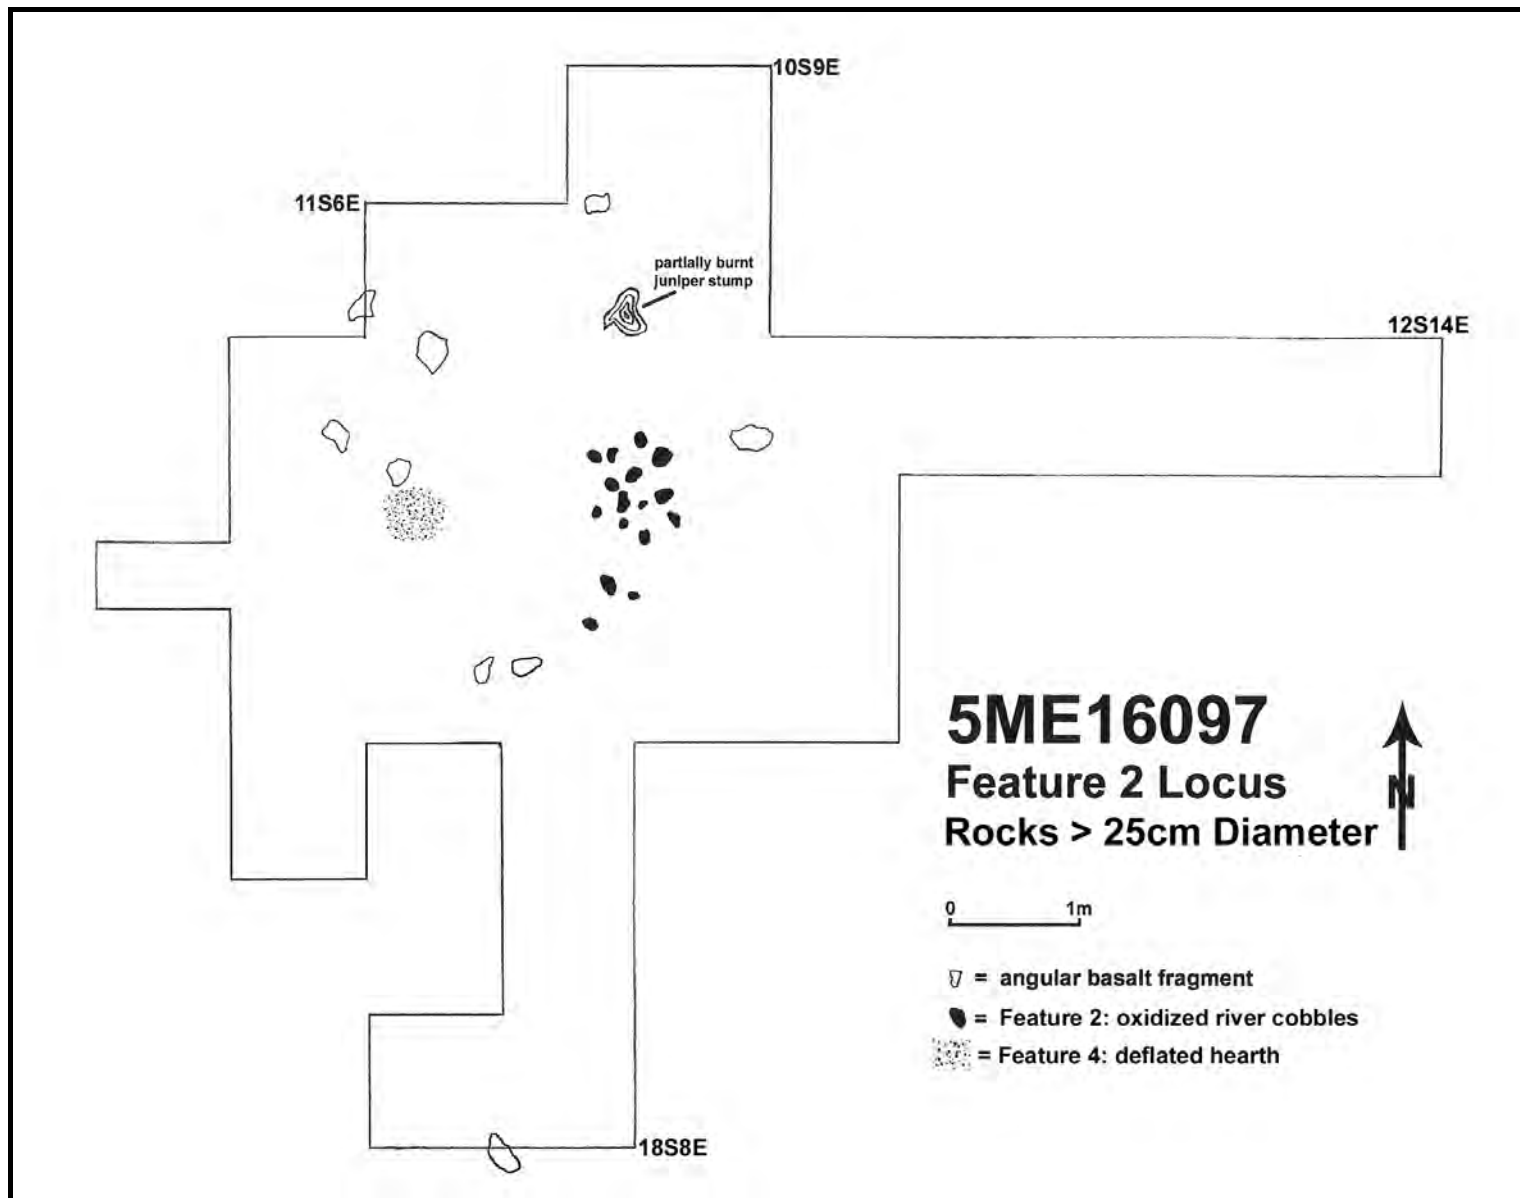 10S9E
11S6E
partially burnt
juniper stump
12S14E
5ME16097
Feature 2 Locus
Rocks > 25cm Diameter
N
0 1m
= angular basalt fragment
= Feature 2: oxidized river cobbles
= Feature 4: deflated hearth
18S8E